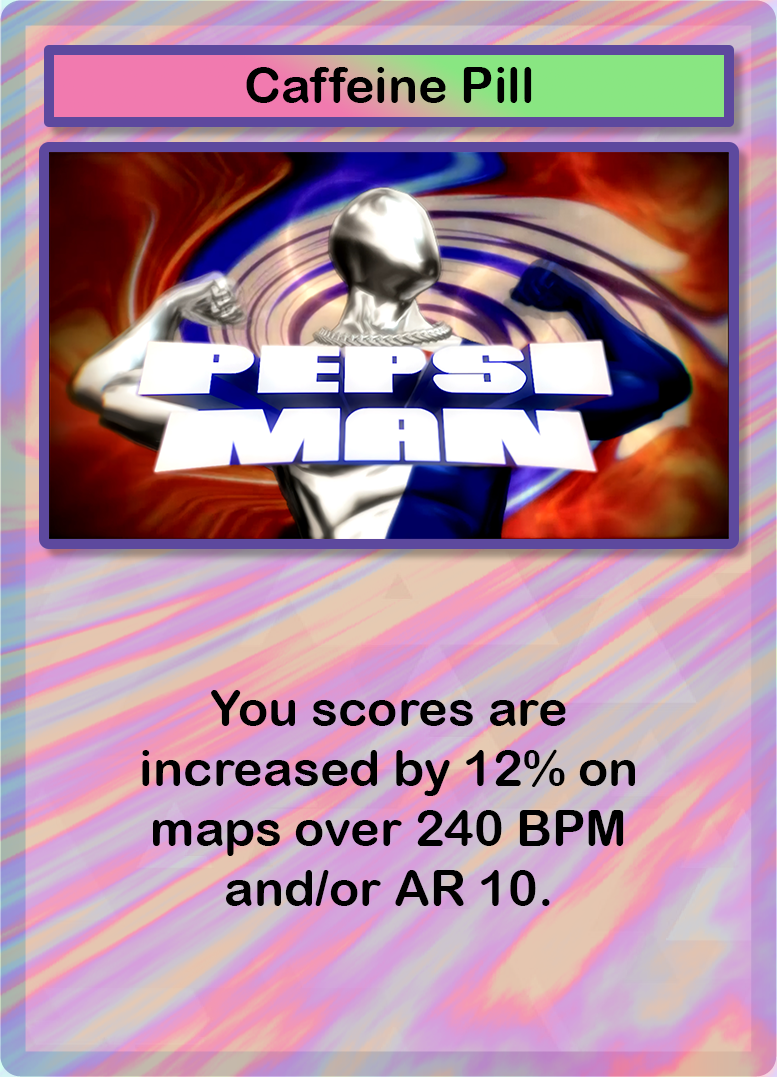 Caffeine Pill
PEPSI
MAN
You scores are
increased by 12% on
maps over 240 BPM
and/or AR 10.